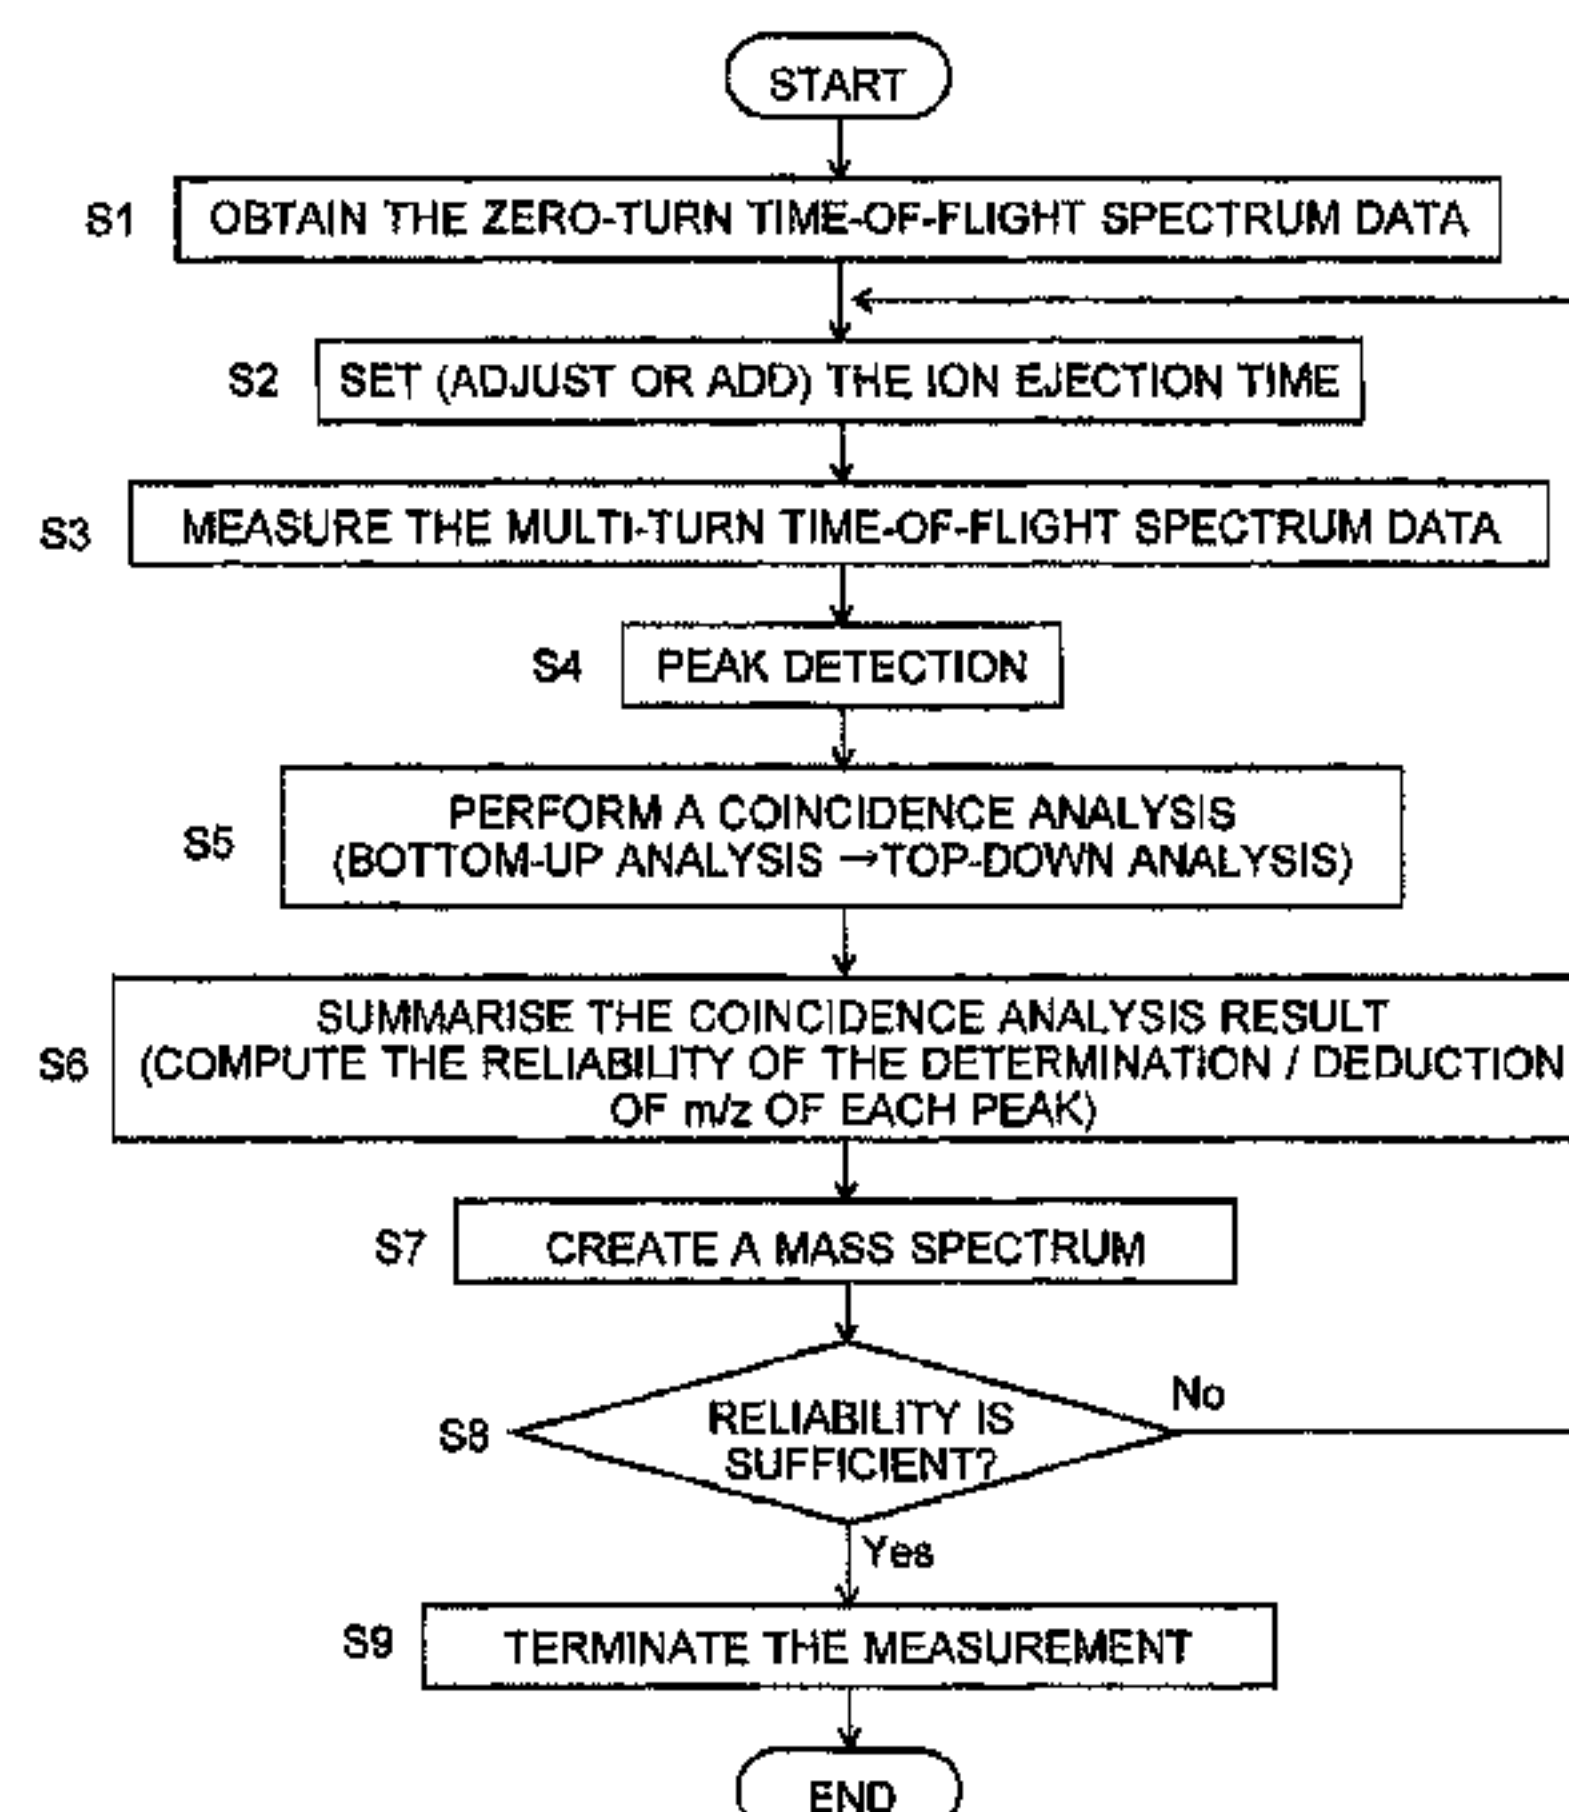 START
S1 OBTAIN THE ZERO-TURN TIME-OF-FLIGHT SPECTRUM DATA
S2 SET (ADJUST OR ADD) THE ION EJECTION TIME
S3 MEASURE THE MULTI-TURN TIME-OF-FLIGHT SPECTRUM DATA
S4 PEAK DETECTION
PERFORM A COINCIDENCE ANALYSIS
S5 (BOTTOM-UP ANALYSIS →TOP-DOWN ANALYSIS)
SUMMARISE THE COINCIDENCE ANALYSIS RESULT
S6 (COMPUTE THE RELIABILITY OF THE DETERMINATION / DEDUCTION
OF m/z OF EACH PEAK)
S7 CREATE A MASS SPECTRUM
No
S8 RELIABILITY IS
SUFFICIENT?
Yes
S9 TERMINATE THE MEASUREMENT
END